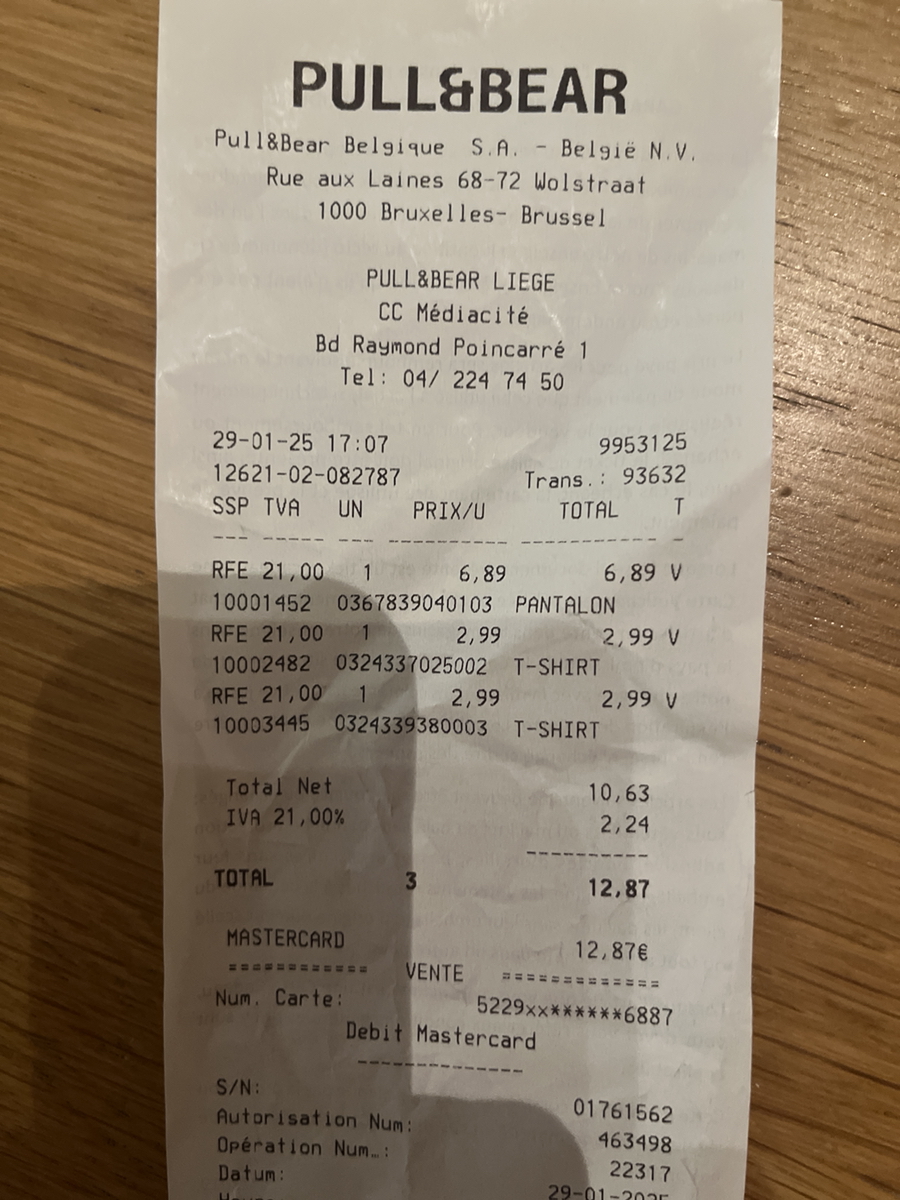 PULL&BEAR
Pull&Bear Belgique S.A. - België N.V.
Rue aux Laines 68-72 Wolstraat
1000 Bruxelles- Brussel
PULL&BEAR LIEGE
CC Médiacité
Bd Raymond Poincarré 1
Tel: 04/ 224 74 50
29-01-25 17:07 9953125
12621-02-082787 Trans.: 93632
SSP TVA UN PRIX/U TOTAL T
--- ----- --- ---------- ----------- -
RFE 21,00 1 6,89 6,89 V
10001452 0367839040103 PANTALON
RFE 21,00 1 2,99 2,99 V
10002482 0324337025002 T-SHIRT
RFE 21,00 1 2,99 2,99 V
10003445 0324339380003 T-SHIRT
Total Net 10,63
IVA 21,00% 2,24
----------
TOTAL 3 12,87
MASTERCARD 12,87€
============ VENTE =============
Num. Carte: 5229xx******6887
Debit Mastercard
--------------
S/N: 01761562
Autorisation Num: 463498
Opération Num…: 22317
Datum: 29-01-2025